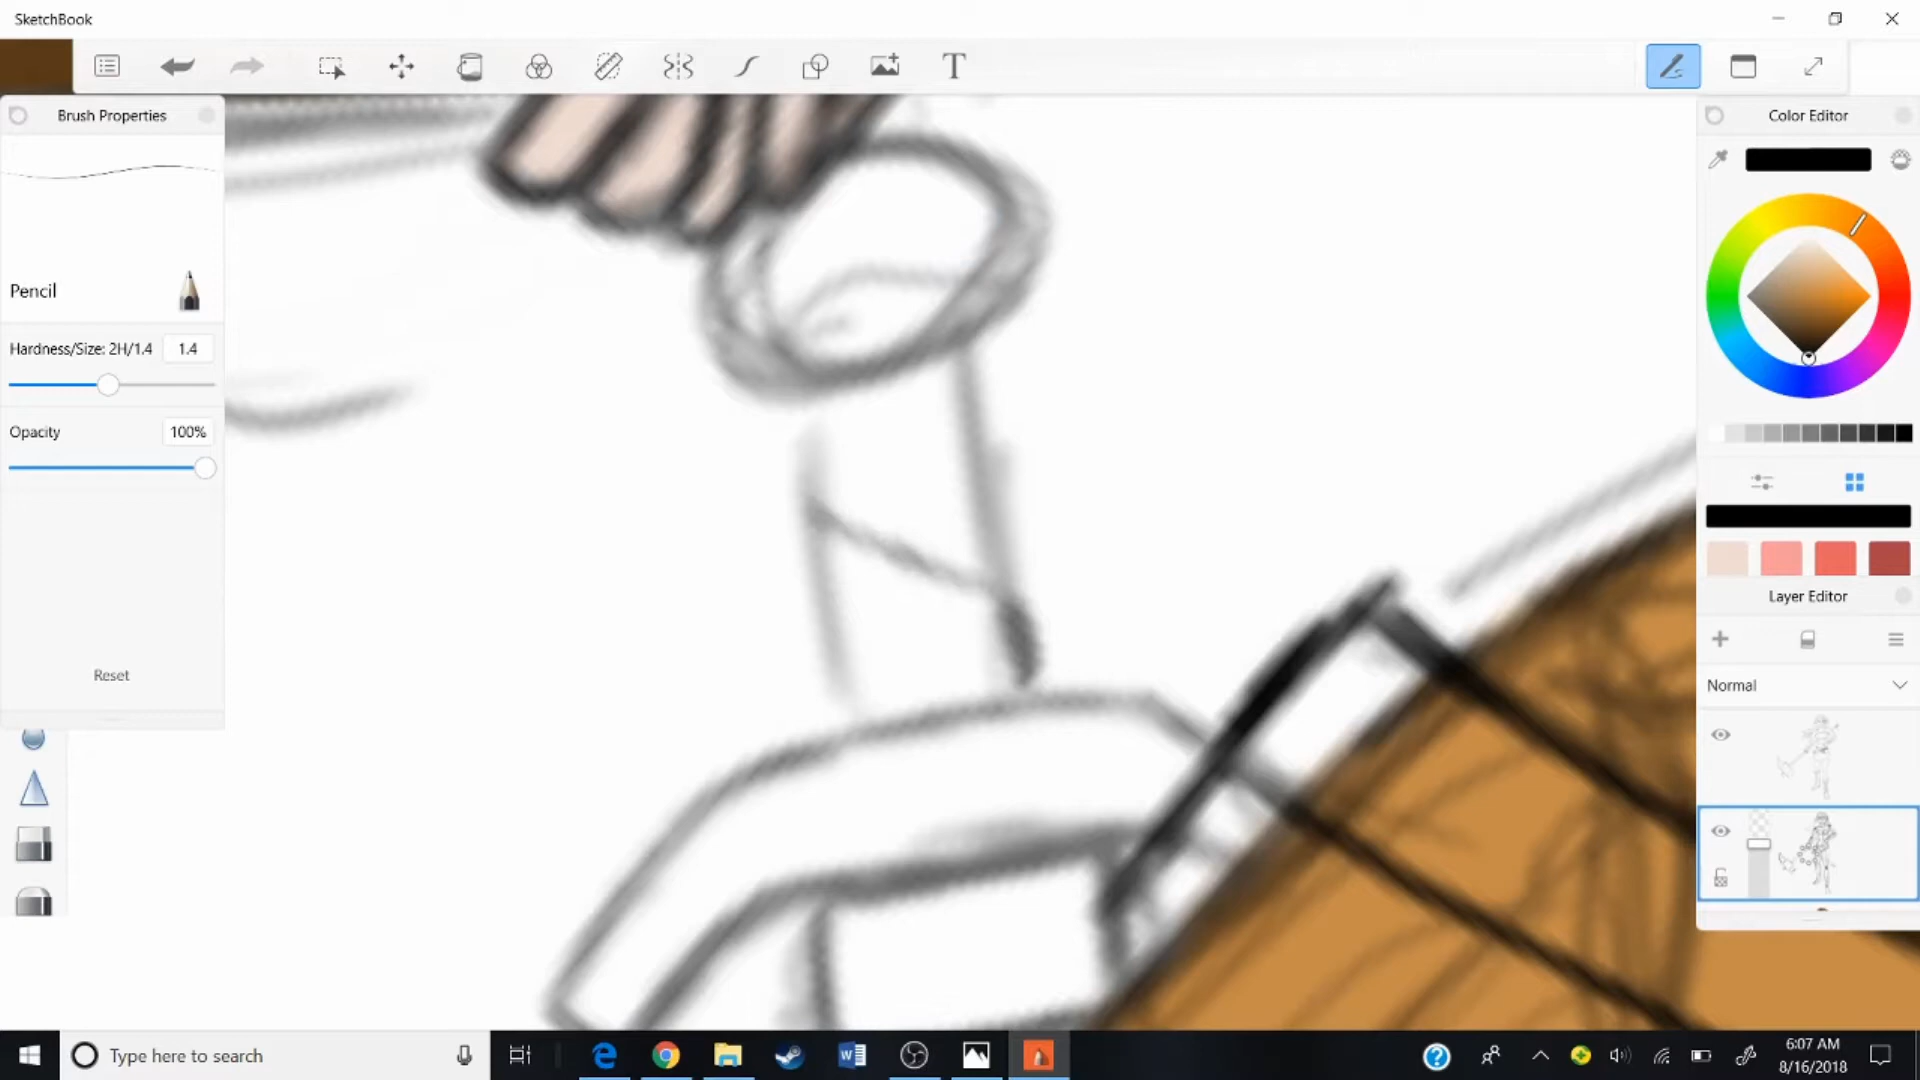 SketchBook
T
Brush Properties
Color Editor
Pencil
Hardness/Size: 2H/1.4 1.4
Opacity 100%
Reset
Layer Editor
Normal
Type here to search
6:07 AM
8/16/2018